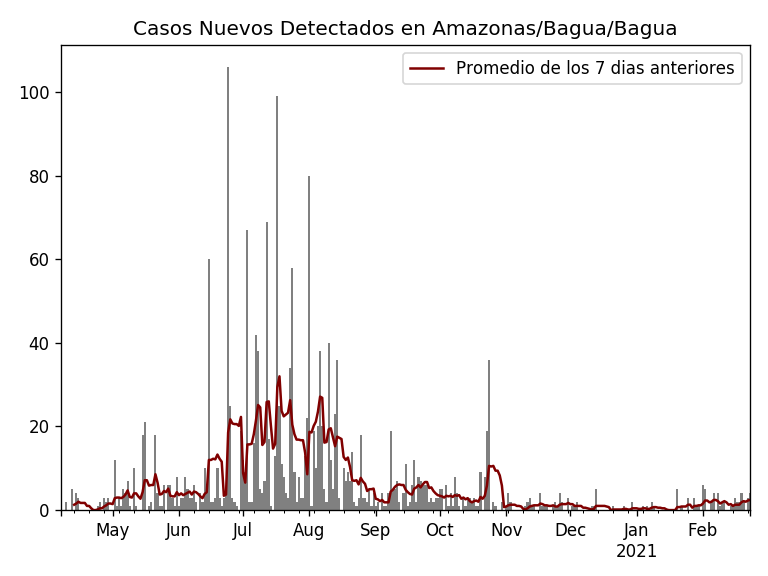 Casos Nuevos Detectados en Amazonas/Bagua/Bagua
Promedio de los 7 dias anteriores
100
80
60
40
20
0
May Jun Jul Aug Sep Oct Nov Dec Jan Feb
2021